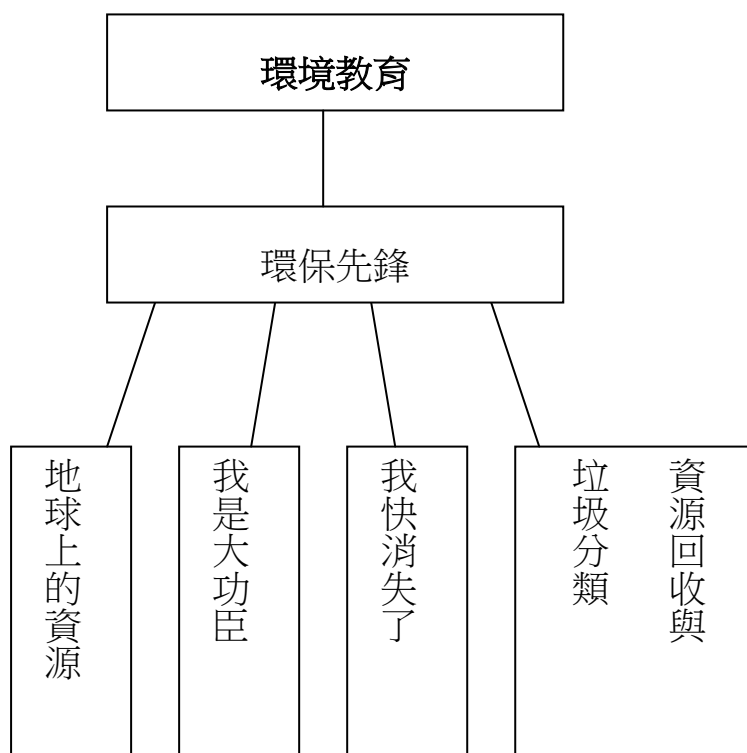 環境教育
環保先鋒
地球上的資源
我是大功臣
我快消失了
資源回收與
垃圾分類